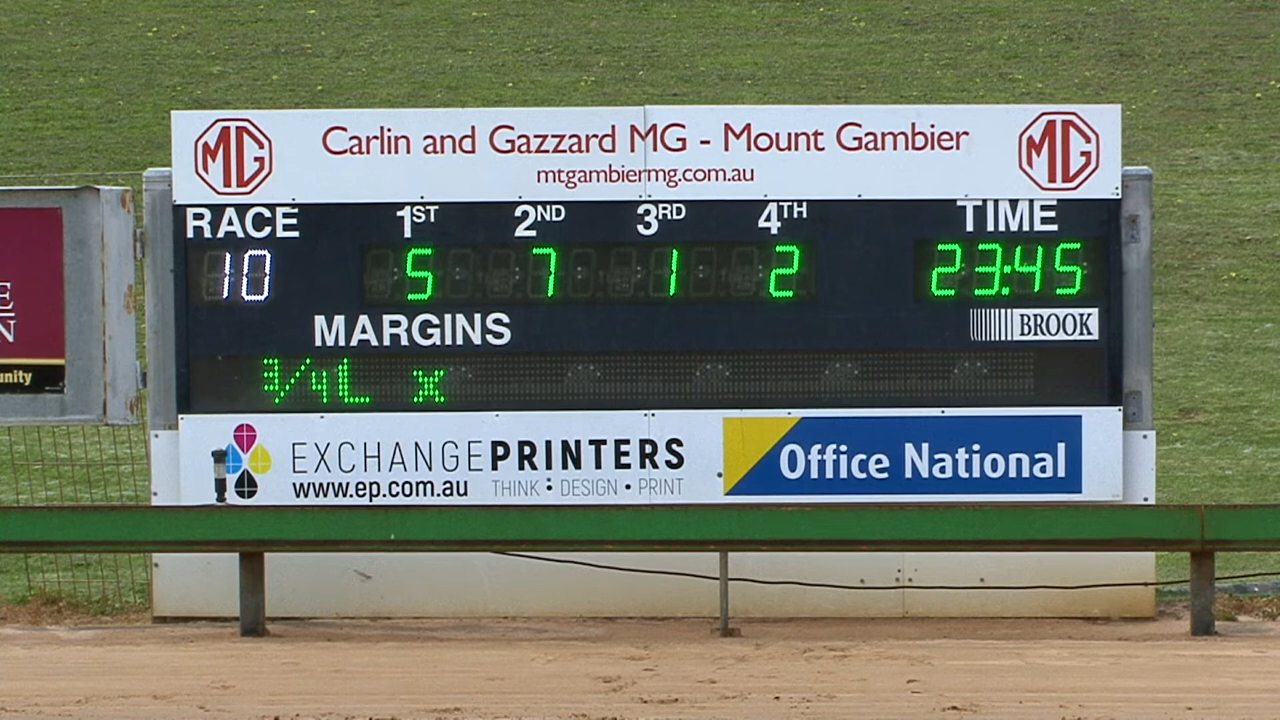 MG Carlin and Gazzard MG - Mount Gambier MG
mtgambiermg.com.au
RACE 1ST 2ND 3RD 4TH TIME
10 5 7 1 2 23:45
MARGINS BROOK
3/4L
EXCHANGEPRINTERS
www.ep.com.au THINK : DESIGN • PRINT
Office National
E
N
unity